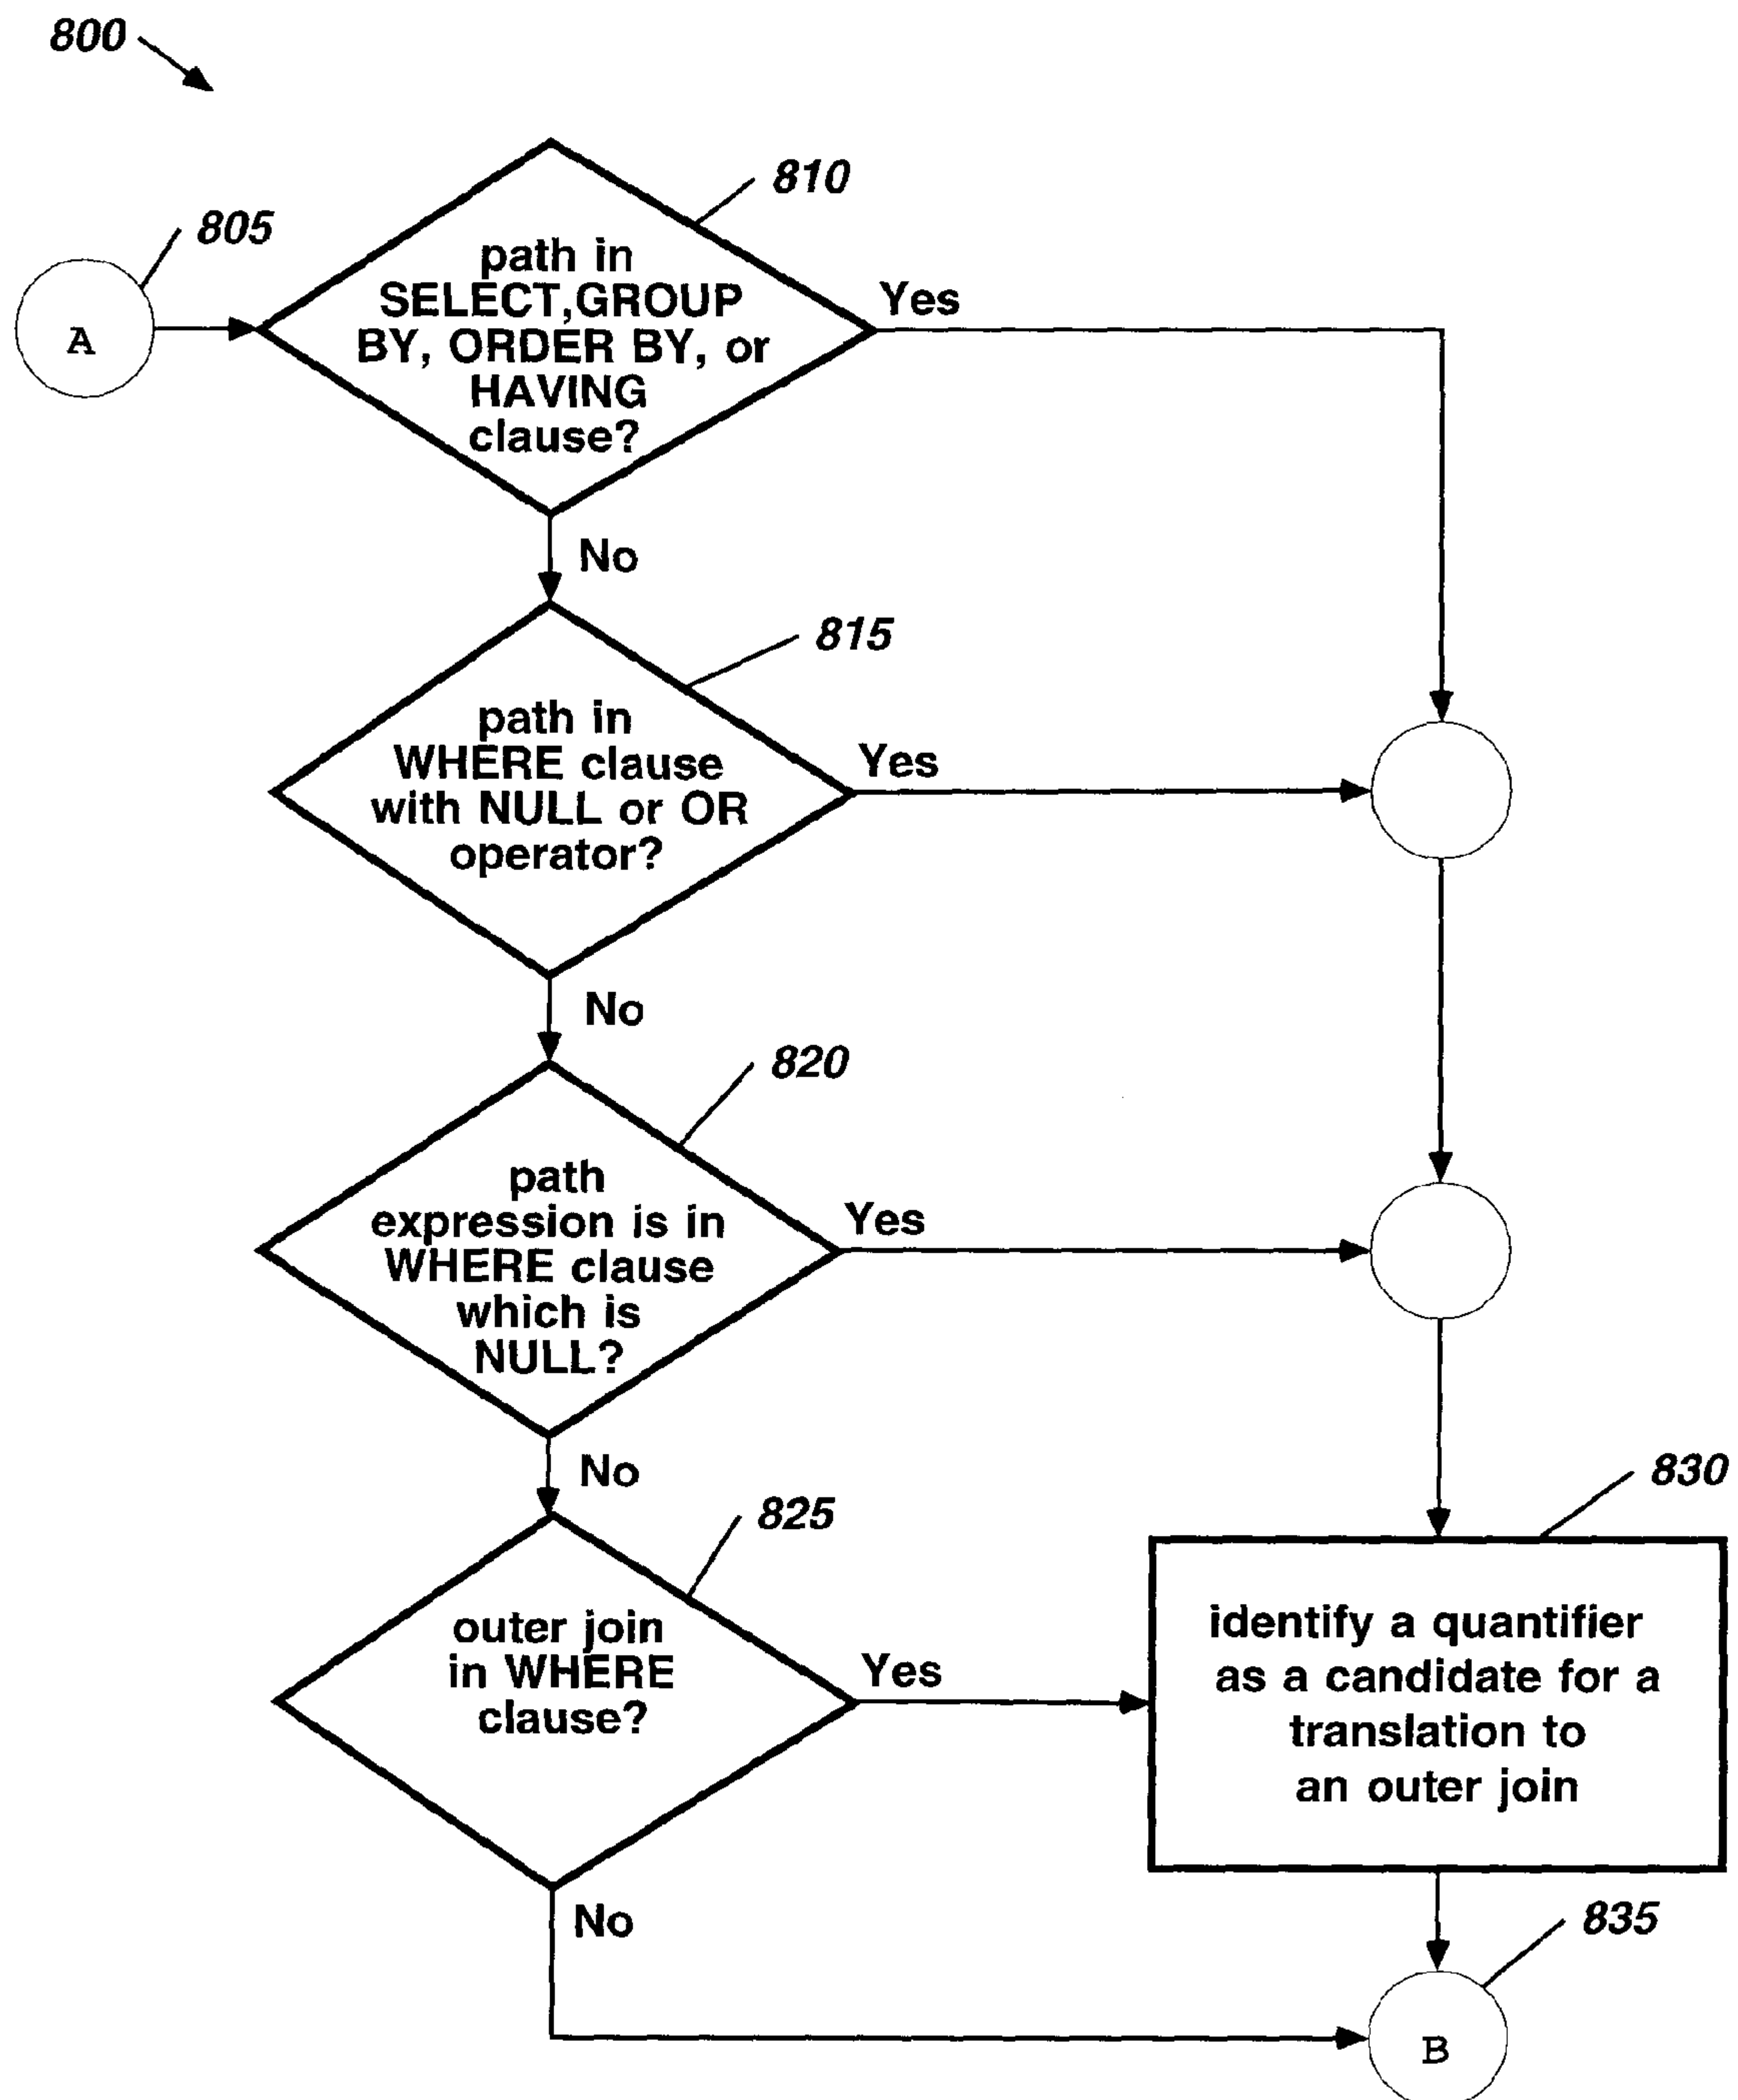 800
810
805
path in
SELECT,GROUP
BY, ORDER BY, or
HAVING
clause?
Yes
A
No
815
path in
WHERE clause
with NULL or OR
operator?
Yes
No
820
path
expression is in
WHERE clause
which is
NULL?
Yes
No
825
outer join
in WHERE
clause?
Yes
830
identify a quantifier
as a candidate for a
translation to
an outer join
No
835
B